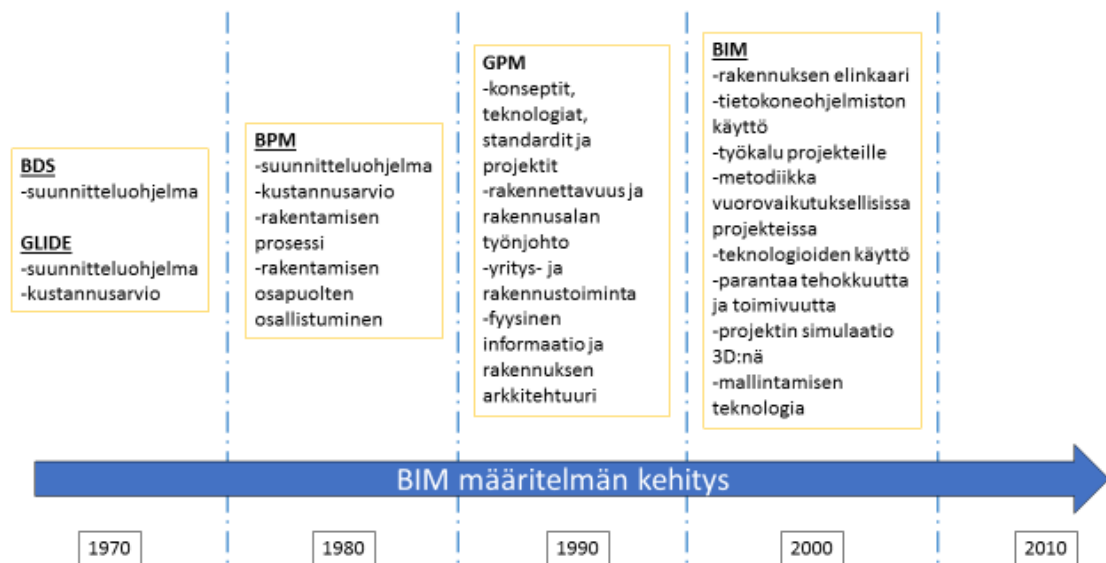 BDS
-suunnitteluohjelma
GLIDE
-suunnitteluohjelma
-kustannusarvio
BPM
-suunnitteluohjelma
-kustannusarvio
-rakentamisen
prosessi
-rakentamisen
osapuolten
osallistuminen
GPM
-konseptit,
teknologiat,
standardit ja
projektit
-rakennettavuus ja
rakennusalan
työnjohto
-yritys- ja
rakennustoiminta
-fyysinen
informaatio ja
rakennuksen
arkkitehtuuri
BIM
-rakennuksen elinkaari
-tietokoneohjelmiston
käyttö
-työkalu projekteille
-metodiikka
vuorovaikutuksellisissa
projekteissa
-teknologioiden käyttö
-parantaa tehokkuutta
ja toimivuutta
-projektin simulaatio
3D:nä
-mallintamisen
teknologia
BIM määritelmän kehitys
1970
1980
1990
2000
2010